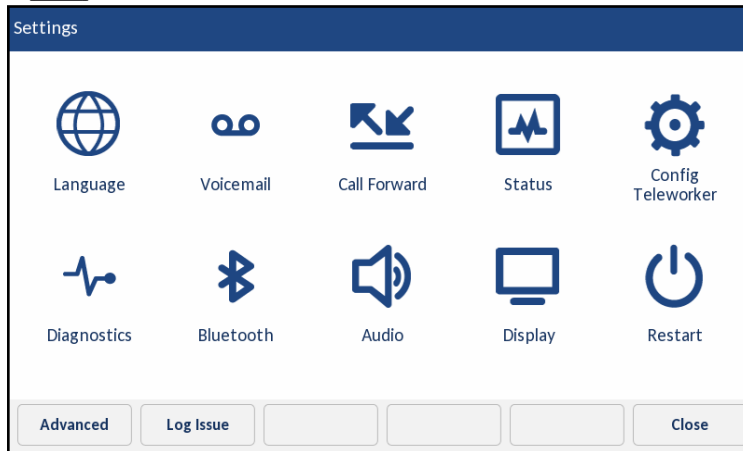 Settings
Language
Voicemail
Call Forward
Status
Config
Teleworker
Diagnostics
Bluetooth
Audio
Display
Restart
Advanced
Log Issue
Close